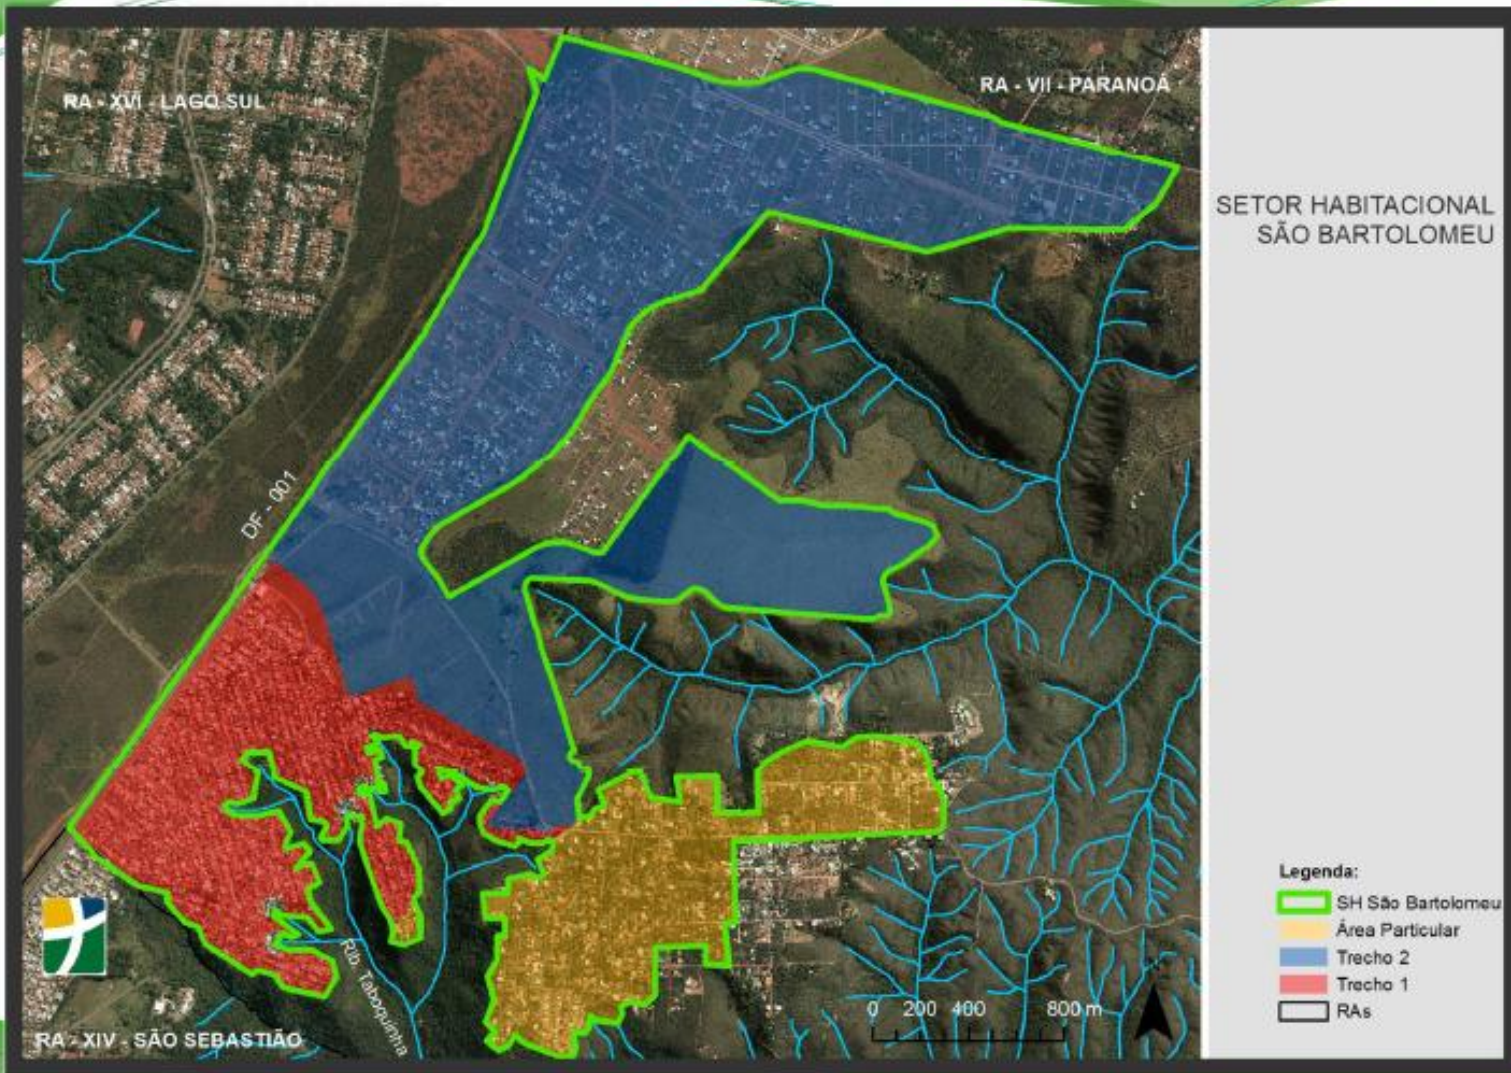 RA - XVI - LAGO SUL
RA - VII - PARANOÁ
SETOR HABITACIONAL
SÃO BARTOLOMEU
DF - 001
Legenda:
SH São Bartolomeu
Área Particular
Trecho 2
Trecho 1
RAs
Rib. Taboquinha
0 200 400 800 m
RA - XIV - SÃO SEBASTIÃO